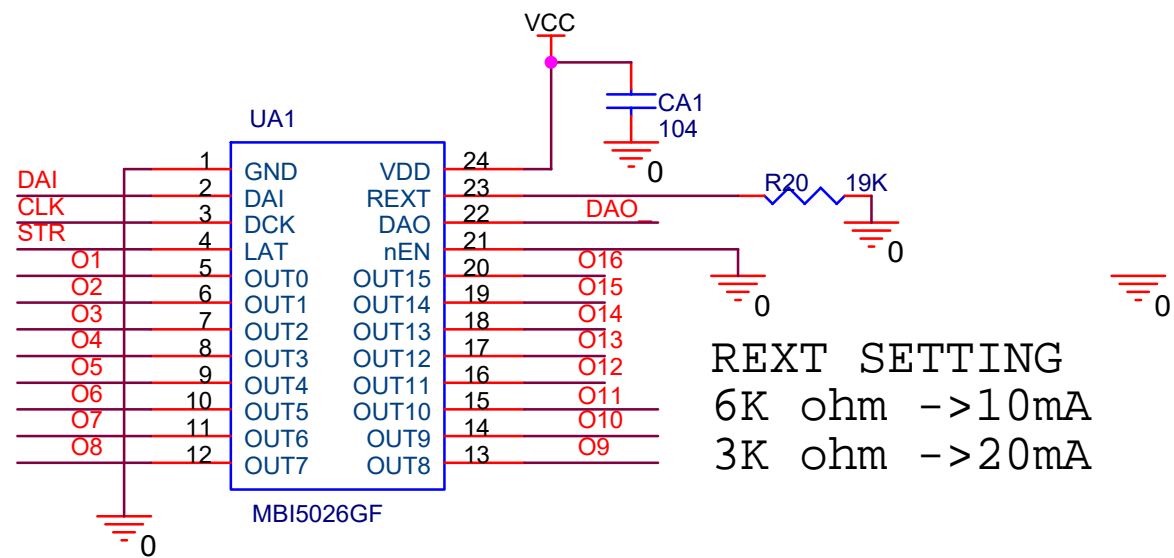 VCC
CA1
104
0
UA1
1 GND VDD 24
DAI 2 DAI REXT 23 R20 19K
CLK 3 DCK DAO 22 DAO_
STR 4 LAT nEN 21 0
O1 5 OUT0 OUT15 20 O16
O2 6 OUT1 OUT14 19 O15 0 0
O3 7 OUT2 OUT13 18 O14
O4 8 OUT3 OUT12 17 O13
O5 9 OUT4 OUT11 16 O12
O6 10 OUT5 OUT10 15 O11
O7 11 OUT6 OUT9 14 O10
O8 12 OUT7 OUT8 13 O9
REXT SETTING
6K ohm ->10mA
3K ohm ->20mA
MBI5026GF
0